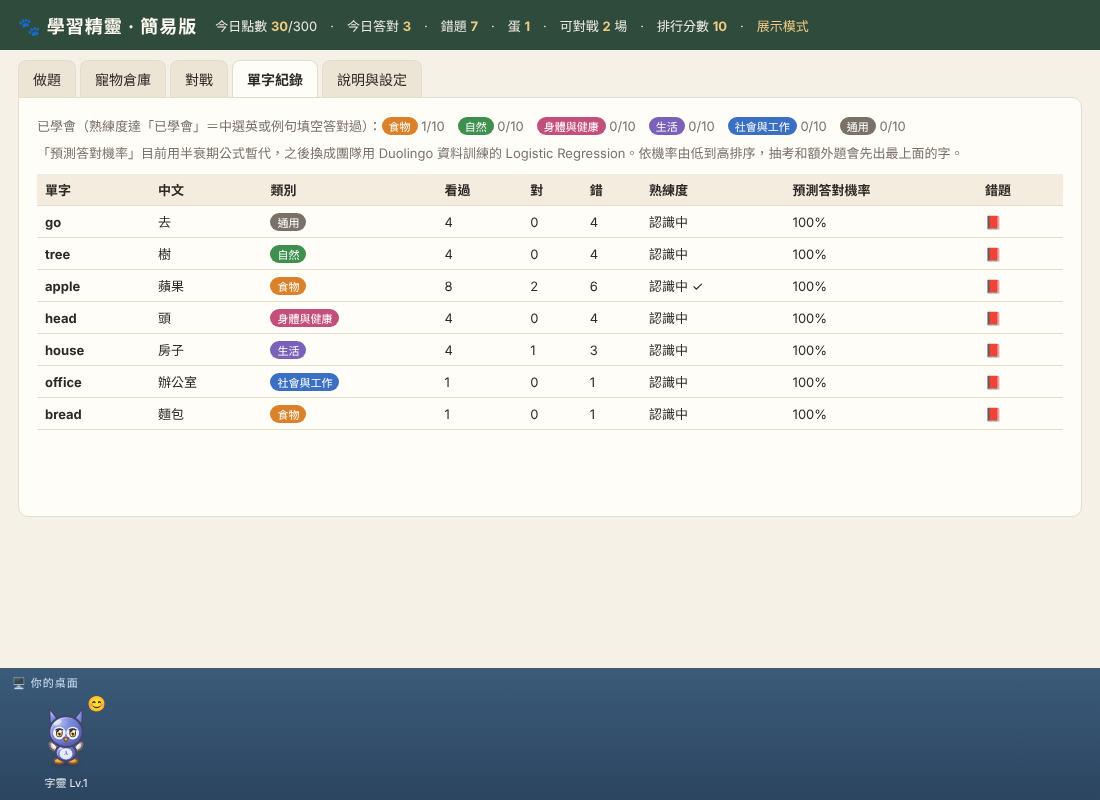 學習精靈・簡易版 今日點數 30/300 · 今日答對 3 · 錯題 7 · 蛋 1 · 可對戰 2 場 · 排行分數 10 · 展示模式
做題 寵物倉庫 對戰 單字紀錄 說明與設定
已學會（熟練度達「已學會」＝中選英或例句填空答對過）： 食物 1/10 自然 0/10 身體與健康 0/10 生活 0/10 社會與工作 0/10 通用 0/10
「預測答對機率」目前用半衰期公式暫代，之後換成團隊用 Duolingo 資料訓練的 Logistic Regression。依機率由低到高排序，抽考和額外題會先出最上面的字。
單字 中文 類別 看過 對 錯 熟練度 預測答對機率 錯題
go 去 通用 4 0 4 認識中 100%
tree 樹 自然 4 0 4 認識中 100%
apple 蘋果 食物 8 2 6 認識中 ✓ 100%
head 頭 身體與健康 4 0 4 認識中 100%
house 房子 生活 4 1 3 認識中 100%
office 辦公室 社會與工作 1 0 1 認識中 100%
bread 麵包 食物 1 0 1 認識中 100%
你的桌面
字靈 Lv.1